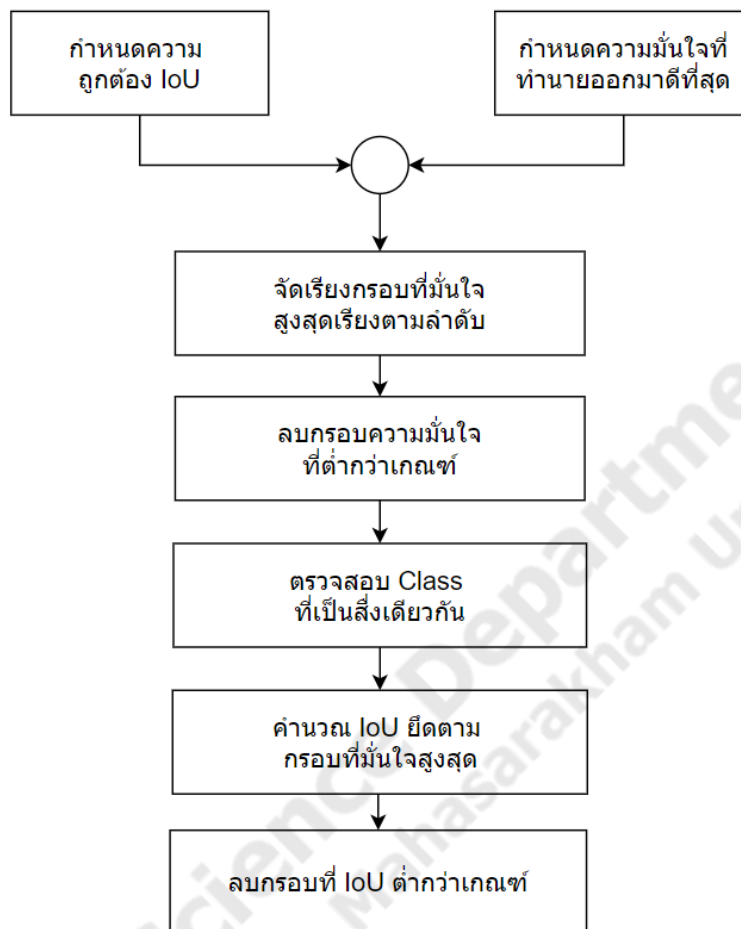 กำหนดความ
ถูกต้อง IoU
กำหนดความมั่นใจที่
ทำนายออกมาดีที่สุด
จัดเรียงกรอบที่มั่นใจ
สูงสุดเรียงตามลำดับ
ลบกรอบความมั่นใจ
ที่ต่ำกว่าเกณฑ์
ตรวจสอบ Class
ที่เป็นสิ่งเดียวกัน
คำนวณ IoU ยึดตาม
กรอบที่มั่นใจสูงสุด
ลบกรอบที่ IoU ต่ำกว่าเกณฑ์
Mahasarakham